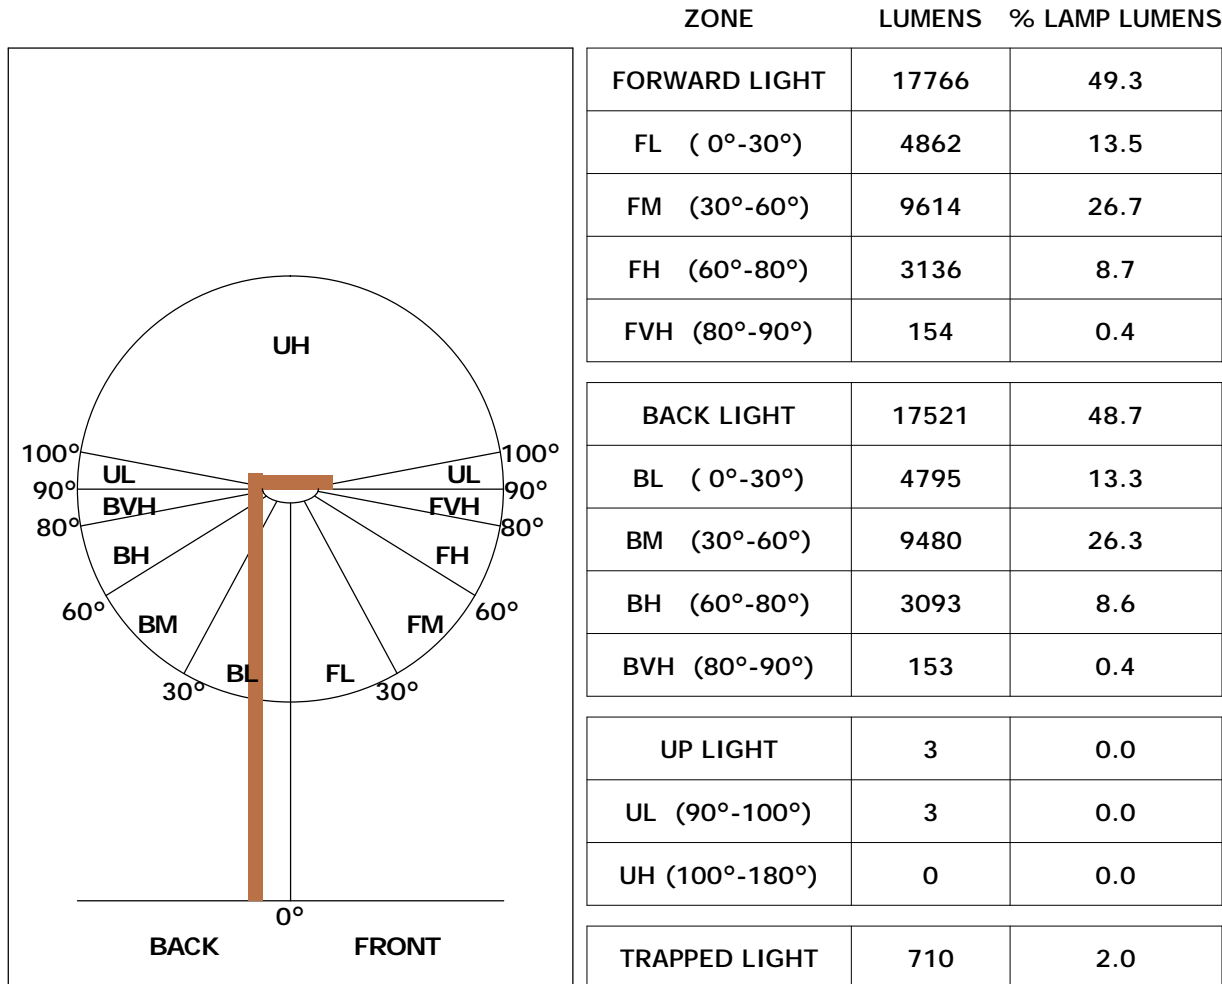 ZONE LUMENS % LAMP LUMENS
FORWARD LIGHT 17766 49.3
FL ( 0°-30°) 4862 13.5
FM (30°-60°) 9614 26.7
FH (60°-80°) 3136 8.7
FVH (80°-90°) 154 0.4
BACK LIGHT 17521 48.7
BL ( 0°-30°) 4795 13.3
BM (30°-60°) 9480 26.3
BH (60°-80°) 3093 8.6
BVH (80°-90°) 153 0.4
UP LIGHT 3 0.0
UL (90°-100°) 3 0.0
UH (100°-180°) 0 0.0
TRAPPED LIGHT 710 2.0
UH
100° 100°
UL UL
90° 90°
BVH FVH
80° 80°
BH FH
60° 60°
BM FM
BL FL
30° 30°
0°
BACK FRONT